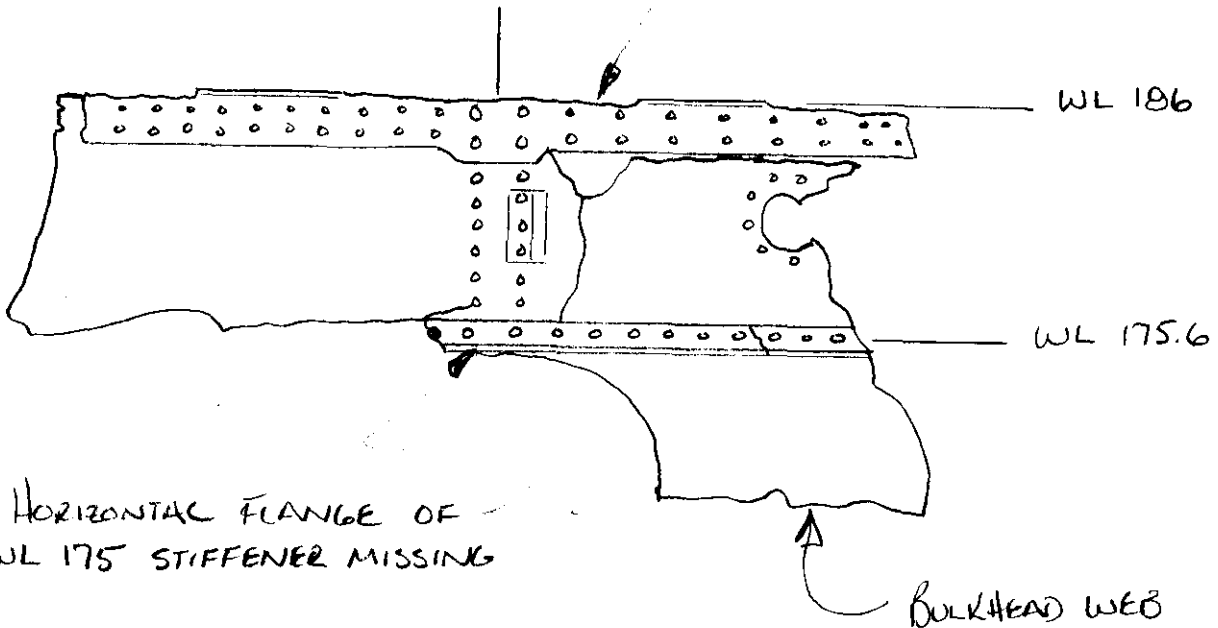 WL 186
WL 175.6
HORIZONTAL FLANGE OF
WL 175 STIFFENER MISSING
BULKHEAD WEB